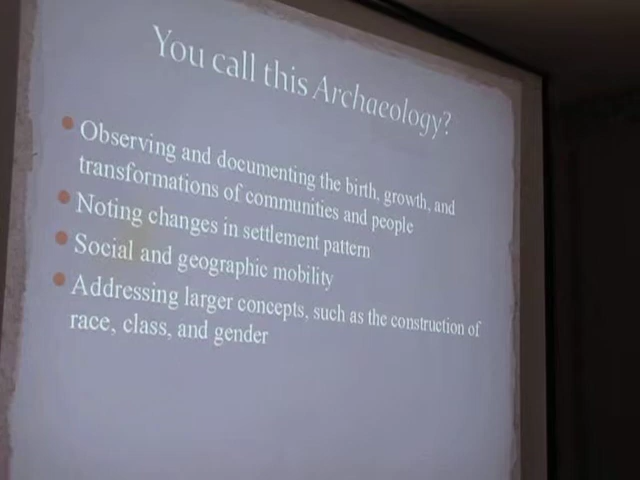 You call this Archaeology?
Observing and documenting the birth, growth, and
transformations of communities and people
Noting changes in settlement pattern
Social and geographic mobility
Addressing larger concepts, such as the construction of
race, class, and gender